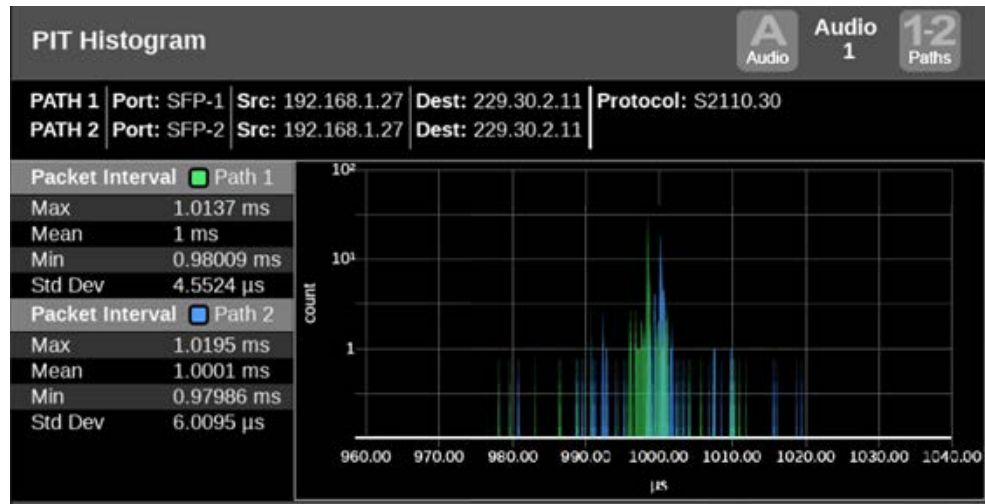 PIT Histogram
A
Audio
Audio
1
1-2
Paths
PATH 1 Port: SFP-1 Src: 192.168.1.27 Dest: 229.30.2.11 Protocol: S2110.30
PATH 2 Port: SFP-2 Src: 192.168.1.27 Dest: 229.30.2.11
Packet Interval Path 1
Max 1.0137 ms
Mean 1 ms
Min 0.98009 ms
Std Dev 4.5524 µs
Packet Interval Path 2
Max 1.0195 ms
Mean 1.0001 ms
Min 0.97986 ms
Std Dev 6.0095 µs
10²
10¹
1
count
960.00 970.00 980.00 990.00 1000.00 1010.00 1020.00 1030.00 1040.00
µs